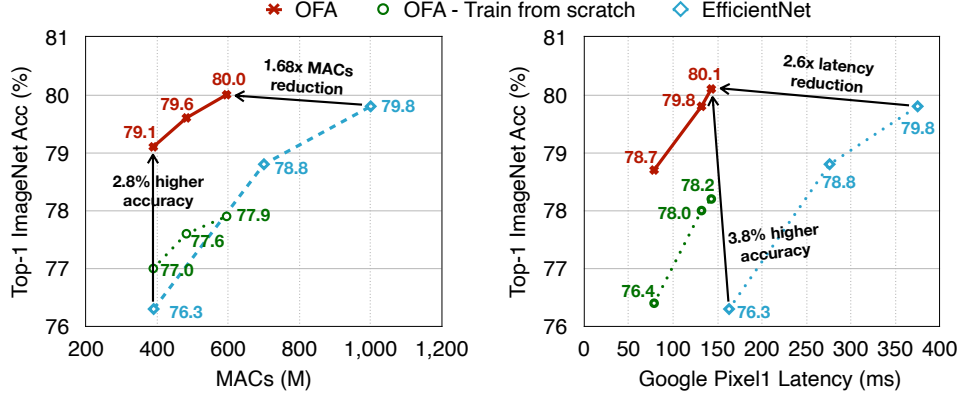 OFA OFA - Train from scratch EfficientNet
81
80
79
78
77
76
Top-1 ImageNet Acc (%)
200 400 600 800 1,000 1,200
MACs (M)
79.1
79.6
80.0
1.68x MACs
reduction
79.8
78.8
2.8% higher
accuracy
77.9
77.6
77.0
76.3
81
80
79
78
77
76
Top-1 ImageNet Acc (%)
0 50 100 150 200 250 300 350 400
Google Pixel1 Latency (ms)
80.1
79.8
78.7
2.6x latency
reduction
79.8
78.8
78.2
78.0
3.8% higher
accuracy
76.4
76.3